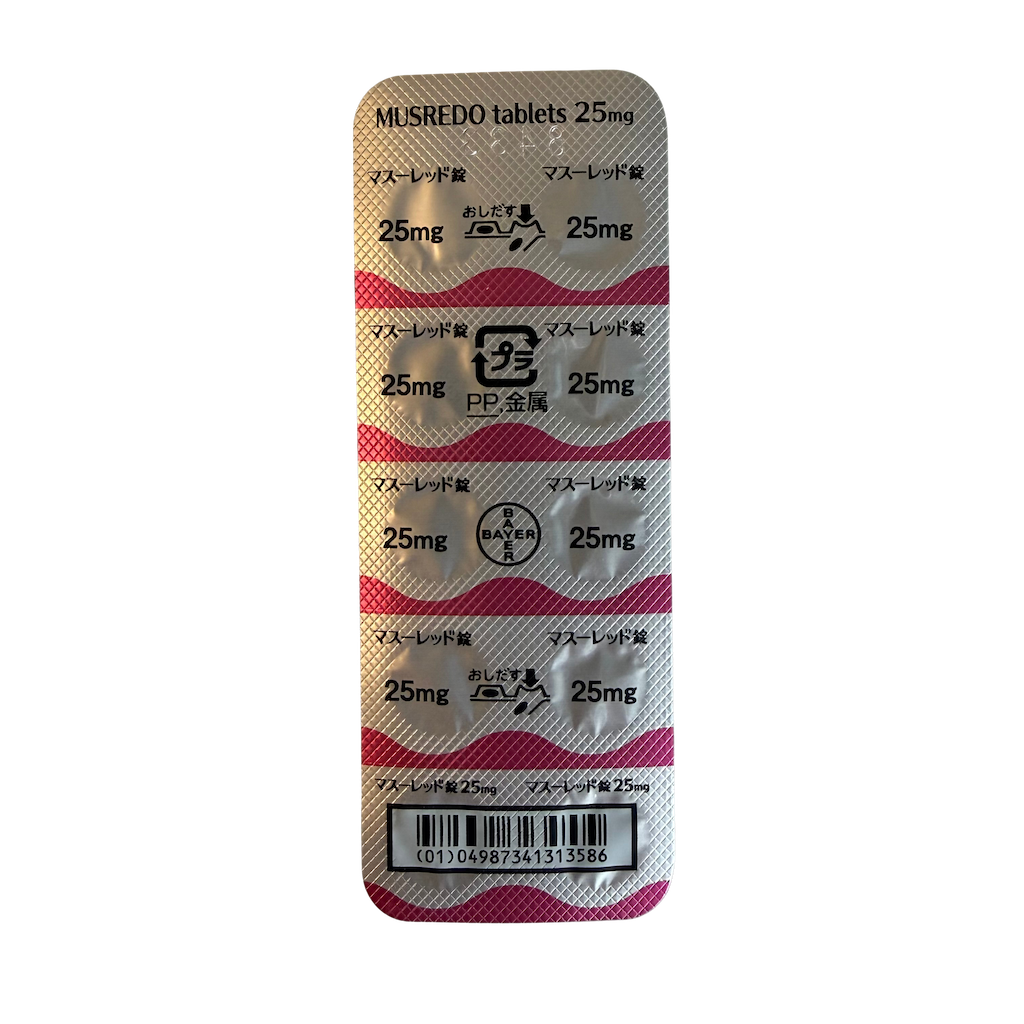 MUSREDO tablets 25mg
マスーレッド錠 マスーレッド錠
おしだす
25mg 25mg
マスーレッド錠 マスーレッド錠
プラ
25mg 25mg
PP,金属
マスーレッド錠 マスーレッド錠
25mg BAYER BAYER 25mg
マスーレッド錠 マスーレッド錠
おしだす
25mg 25mg
マスーレッド錠25mg マスーレッド錠25mg
(01)04987341313586